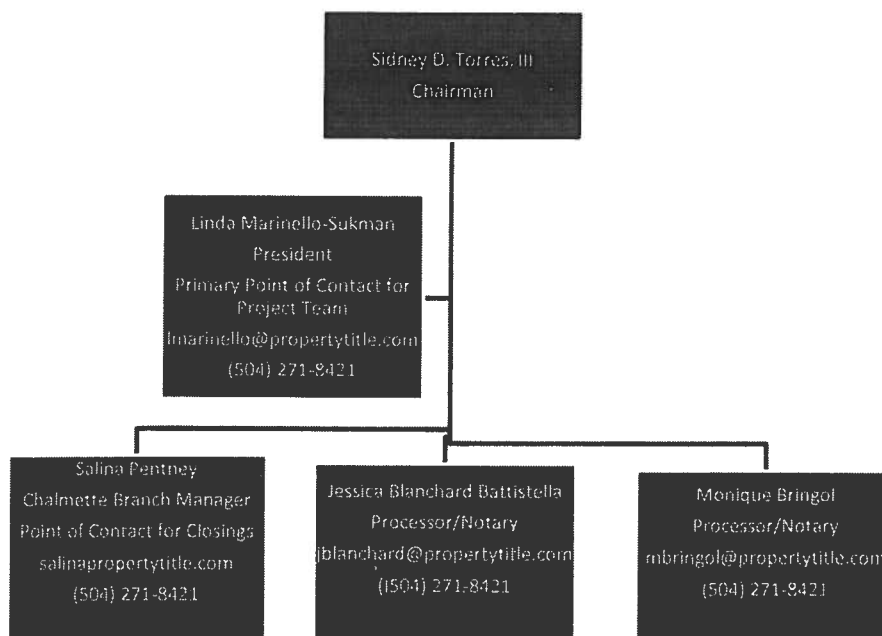 Sidney D. Torres, III
Chairman
Linda Marinello-Sukman
President
Primary Point of Contact for
Project Team
lmarinello@propertytitle.com
(504) 271-8421
Salina Pentney
Chalmette Branch Manager
Point of Contact for Closings
salinapropertytitle.com
(504) 271-8421
Jessica Blanchard Battistella
Processor/Notary
jblanchard@propertytitle.com
(I504) 271-8421
Monique Bringol
Processor/Notary
mbringol@propertytitle.com
(504) 271-8421